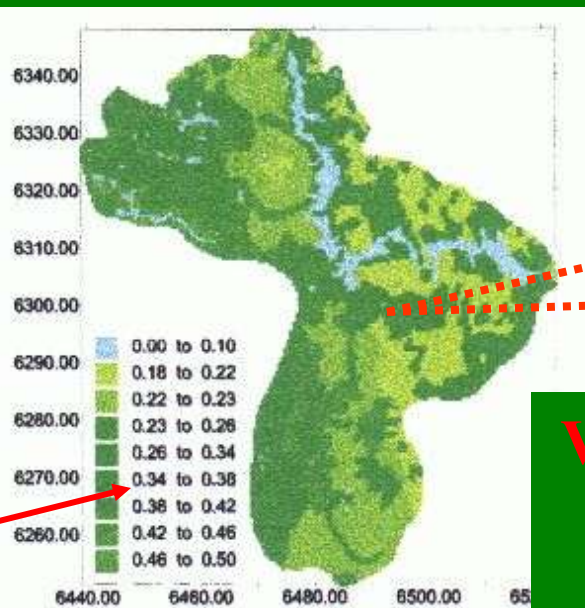 6340.00
6330.00
6320.00
6310.00
6300.00
6290.00
6280.00
6270.00
6260.00
0.00 to 0.10
0.18 to 0.22
0.22 to 0.23
0.23 to 0.26
0.26 to 0.34
0.34 to 0.38
0.38 to 0.42
0.42 to 0.46
0.46 to 0.50
6440.00 6460.00 6480.00 6500.00